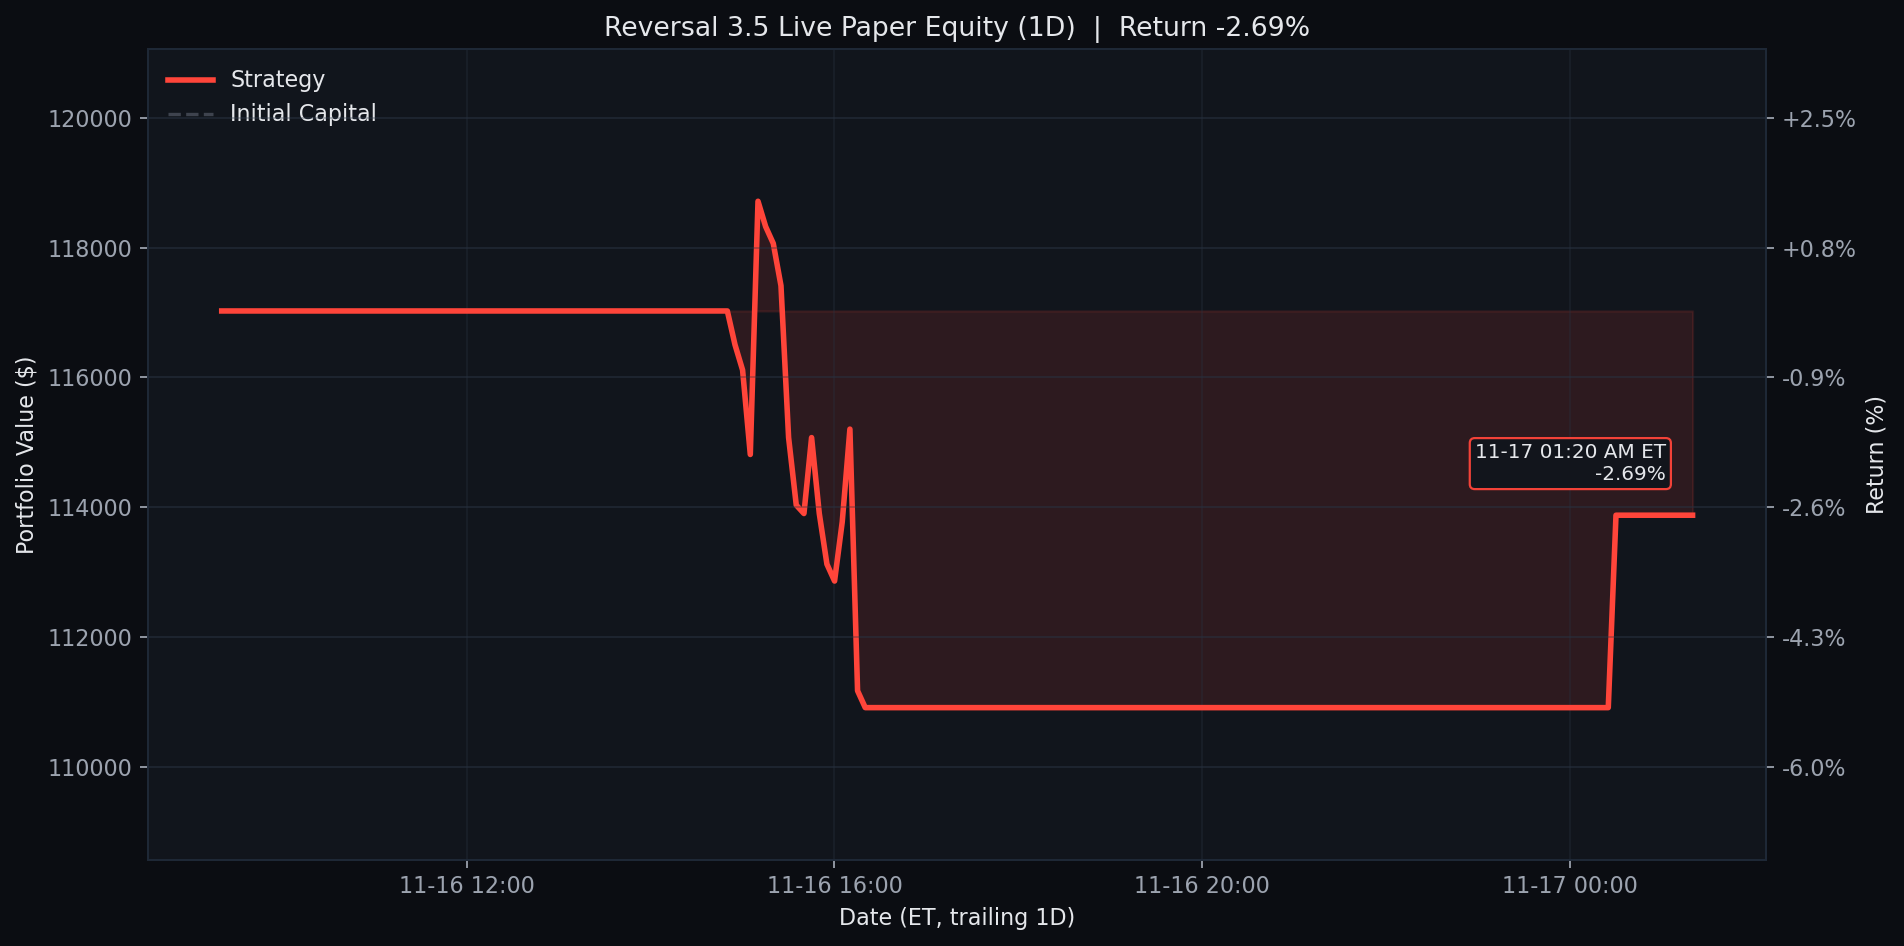 Reversal 3.5 Live Paper Equity (1D)  |  Return -2.69%
Strategy
Initial Capital
120000
118000
116000
114000
112000
110000
Portfolio Value ($)
+2.5%
+0.8%
-0.9%
-2.6%
-4.3%
-6.0%
Return (%)
11-17 01:20 AM ET
-2.69%
11-16 12:00
11-16 16:00
11-16 20:00
11-17 00:00
Date (ET, trailing 1D)